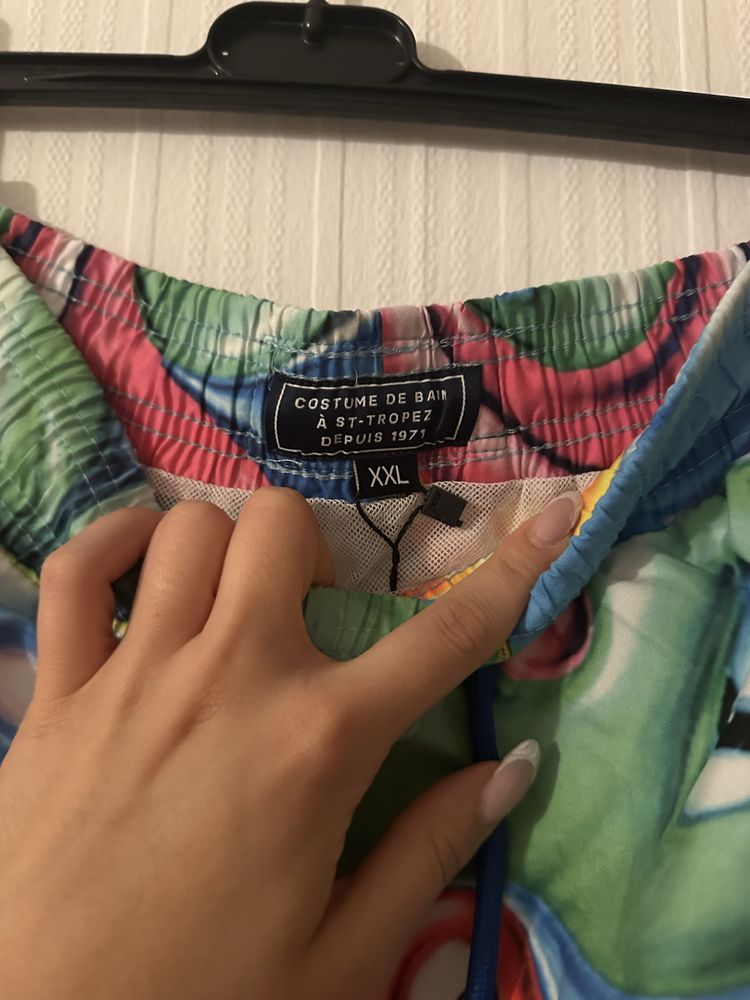 COSTUME DE BAIN
À ST-TROPEZ
DEPUIS 1971
XXL